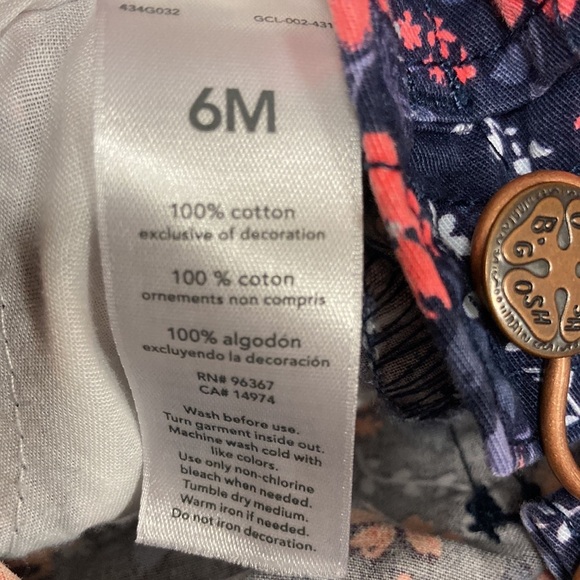 434G032
GCL-002-431
6M
100% cotton
exclusive of decoration
100 % coton
ornements non compris
100% algodón
excluyendo la decoración
RN# 96367
CA# 14974
Wash before use.
Turn garment inside out.
Machine wash cold with
like colors.
Use only non-chlorine
bleach when needed.
Tumble dry medium.
Warm iron if needed.
Do not iron decoration.
B'GOSH